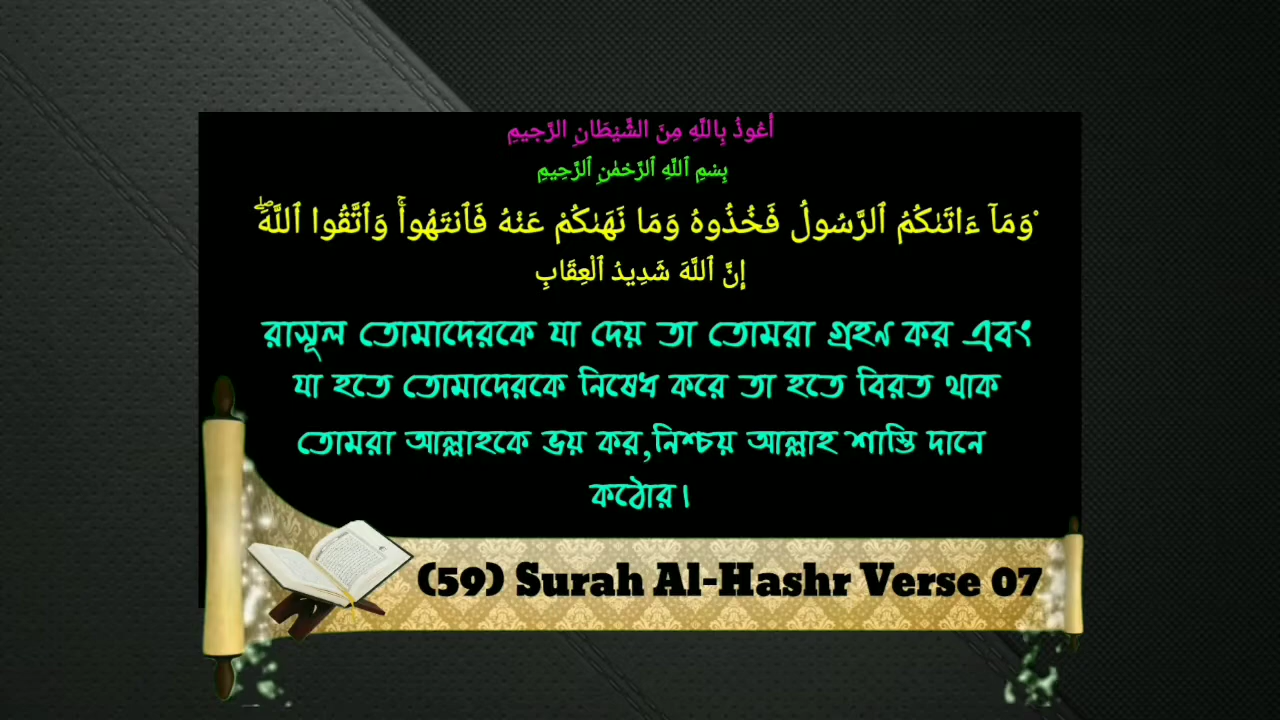 أَعُوذُ بِاللَّهِ مِنَ الشَّيْطَانِ الرَّجِيمِ
بِسْمِ ٱللَّهِ ٱلرَّحْمَٰنِ ٱلرَّحِيمِ
وَمَآ ءَاتَىٰكُمُ ٱلرَّسُولُ فَخُذُوهُ وَمَا نَهَىٰكُمْ عَنْهُ فَٱنتَهُوا۟ۚ وَٱتَّقُوا ٱللَّهَۖ
إِنَّ ٱللَّهَ شَدِيدُ ٱلْعِقَابِ
রাসূল তোমাদেরকে যা দেয় তা তোমরা গ্রহণ কর এবং
যা হতে তোমাদেরকে নিষেধ করে তা হতে বিরত থাক
তোমরা আল্লাহকে ভয় কর,নিশ্চয় আল্লাহ শাস্তি দানে
কঠোর।
(59) Surah Al-Hashr Verse 07